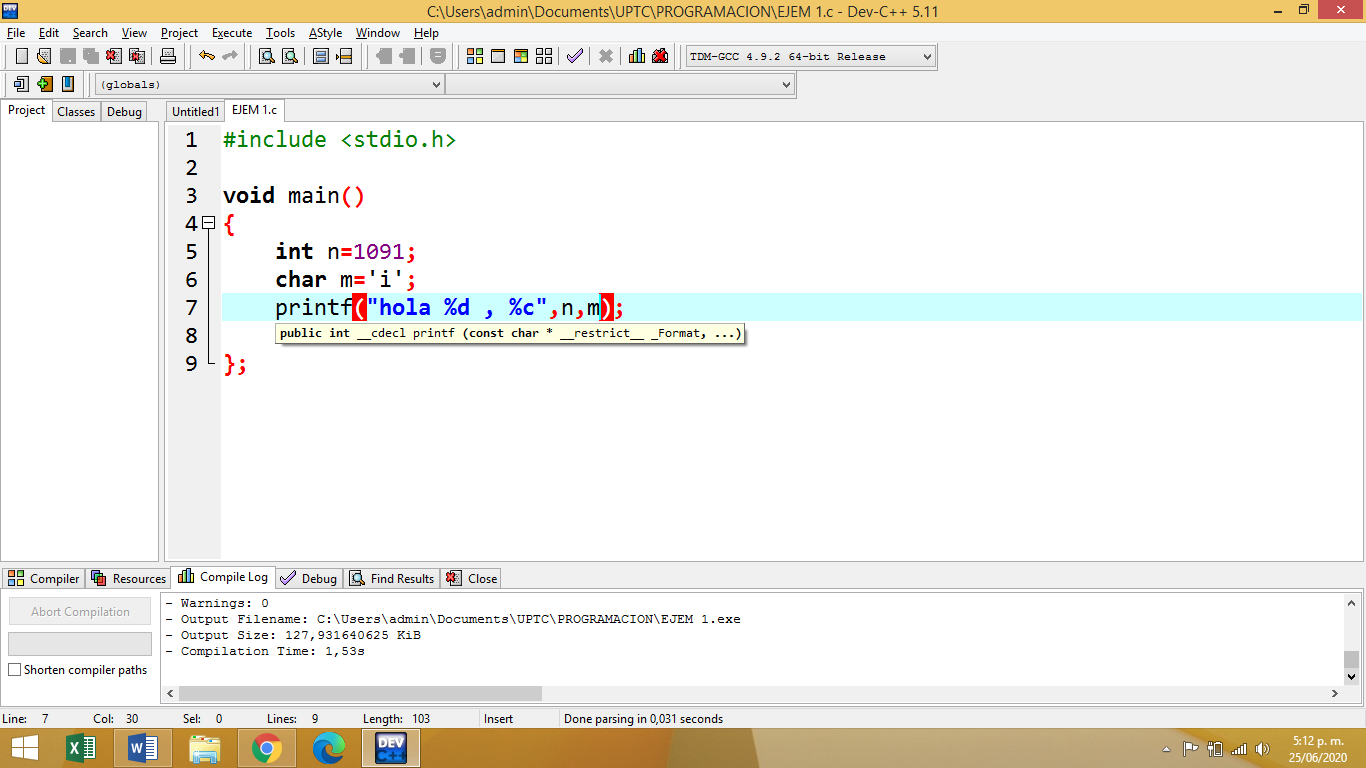 C:\Users\admin\Documents\UPTC\PROGRAMACION\EJEM 1.c - Dev-C++ 5.11
File Edit Search View Project Execute Tools AStyle Window Help
TDM-GCC 4.9.2 64-bit Release
(globals)
Project Classes Debug Untitled1 EJEM 1.c
1 #include <stdio.h>
2
3 void main()
4 {
5 int n=1091;
6 char m='i';
7 printf("hola %d , %c",n,m);
8 public int __cdecl printf (const char * __restrict__ _Format, ...)
9 };
Compiler Resources Compile Log Debug Find Results Close
Abort Compilation
Shorten compiler paths
- Warnings: 0
- Output Filename: C:\Users\admin\Documents\UPTC\PROGRAMACION\EJEM 1.exe
- Output Size: 127,931640625 KiB
- Compilation Time: 1,53s
Line: 7 Col: 30 Sel: 0 Lines: 9 Length: 103 Insert Done parsing in 0,031 seconds
DEV C++
5:12 p. m.
25/06/2020